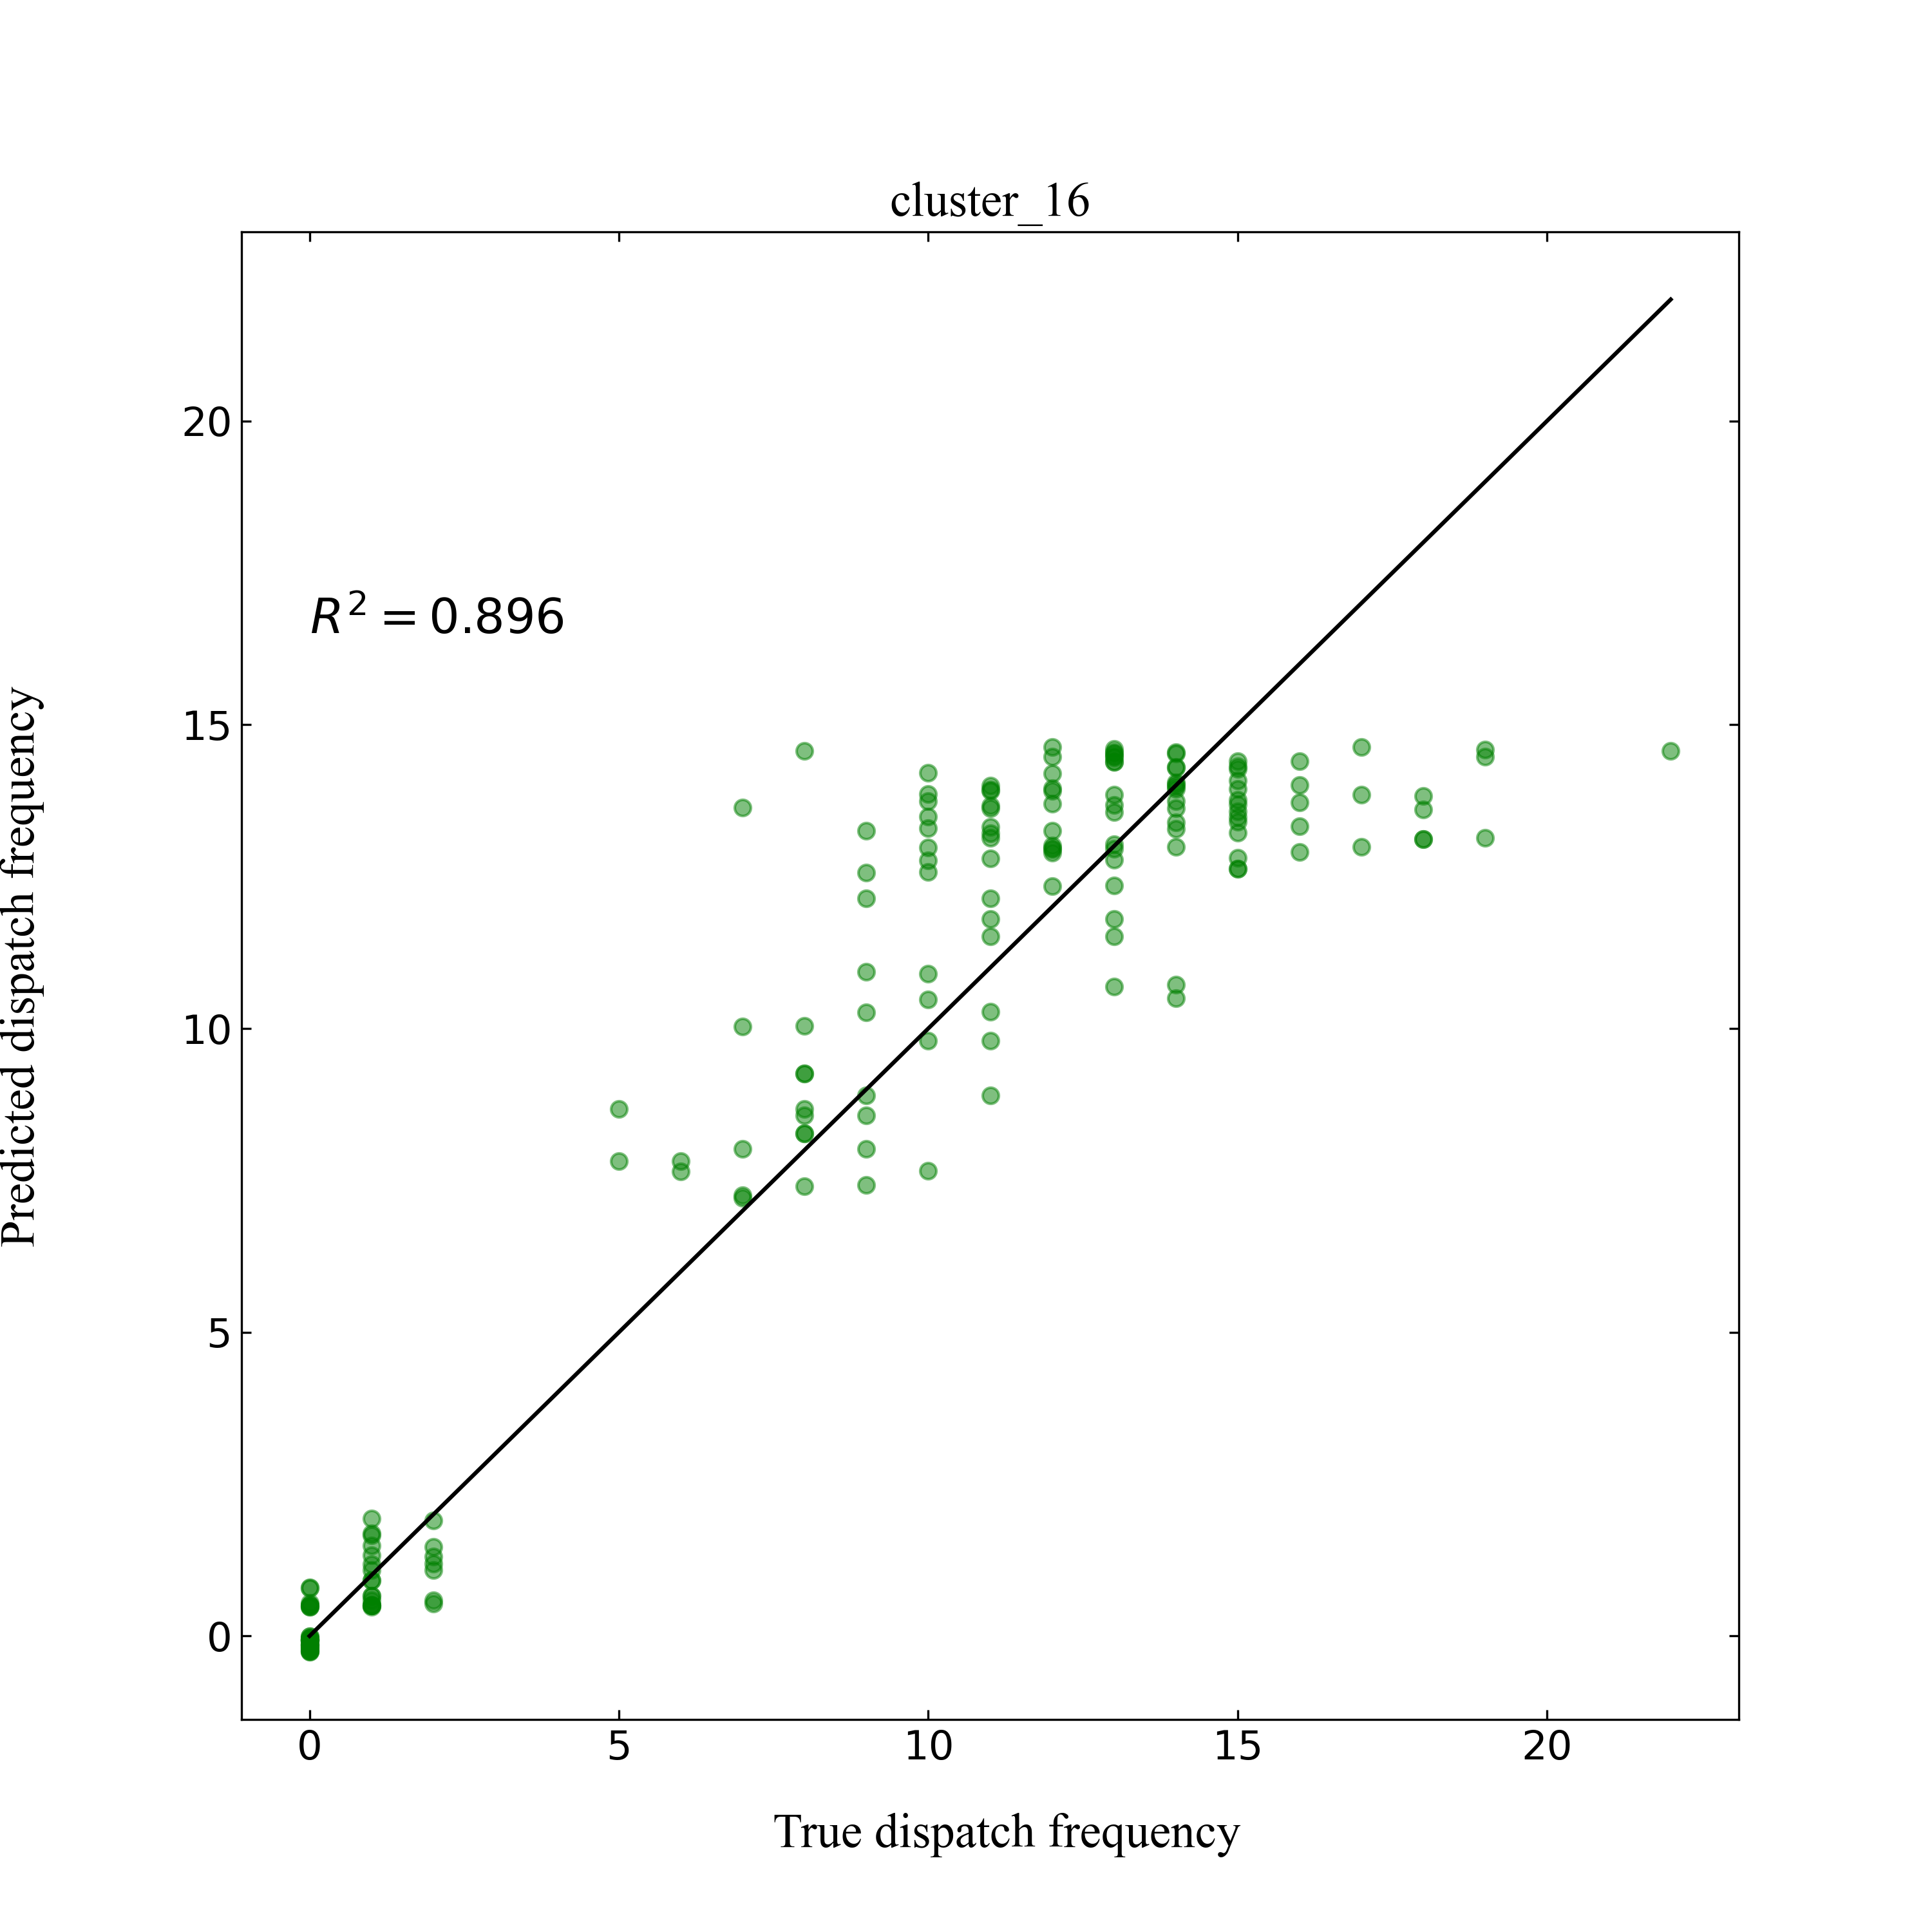 cluster_16
R² = 0.896
Predicted dispatch frequency
20
15
10
5
0
0 5 10 15 20
True dispatch frequency